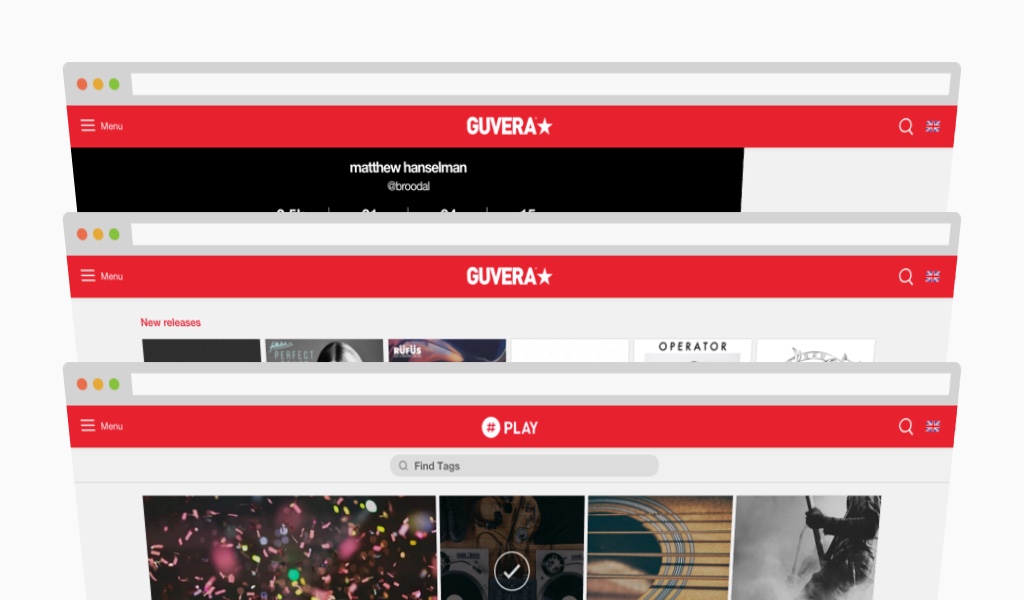 Menu
GUVERA★
matthew hanselman
@broodal
Menu
GUVERA★
New releases
PERFECT
RÜFÜS
OPERATOR
Menu
# PLAY
Find Tags